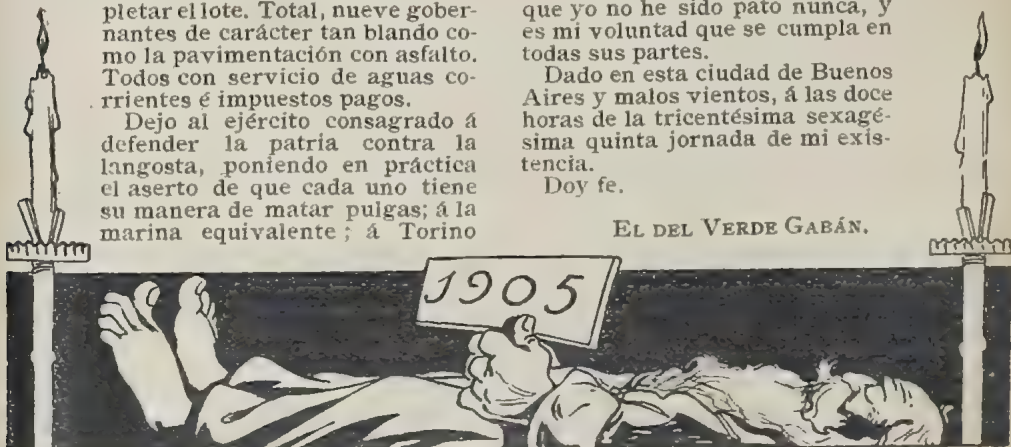 pletar el lote. Total, nueve gober-
nantes de carácter tan blando co-
mo la pavimentación con asfalto.
Todos con servicio de aguas co-
rrientes é impuestos pagos.
Dejo al ejército consagrado á
defender la patria contra la
langosta, poniendo en práctica
el aserto de que cada uno tiene
su manera de matar pulgas; á la
marina equivalente; á Torino
que yo no he sido pato nunca, y
es mi voluntad que se cumpla en
todas sus partes.
Dado en esta ciudad de Buenos
Aires y malos vientos, á las doce
horas de la tricentésima sexagé-
sima quinta jornada de mi exis-
tencia.
Doy fe.
EL DEL VERDE GABÁN.
1905